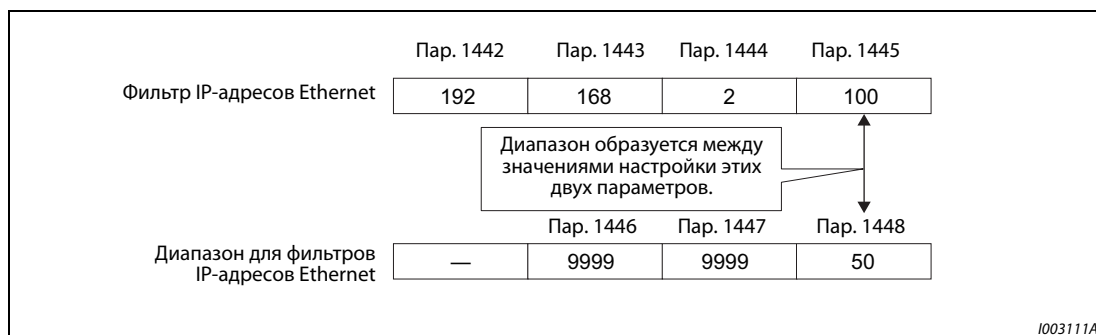 Пар. 1442 Пар. 1443 Пар. 1444 Пар. 1445
Фильтр IP-адресов Ethernet 192 168 2 100
Диапазон образуется между
значениями настройки этих
двух параметров.
Пар. 1446 Пар. 1447 Пар. 1448
Диапазон для фильтров
IP-адресов Ethernet — 9999 9999 50
I003111A